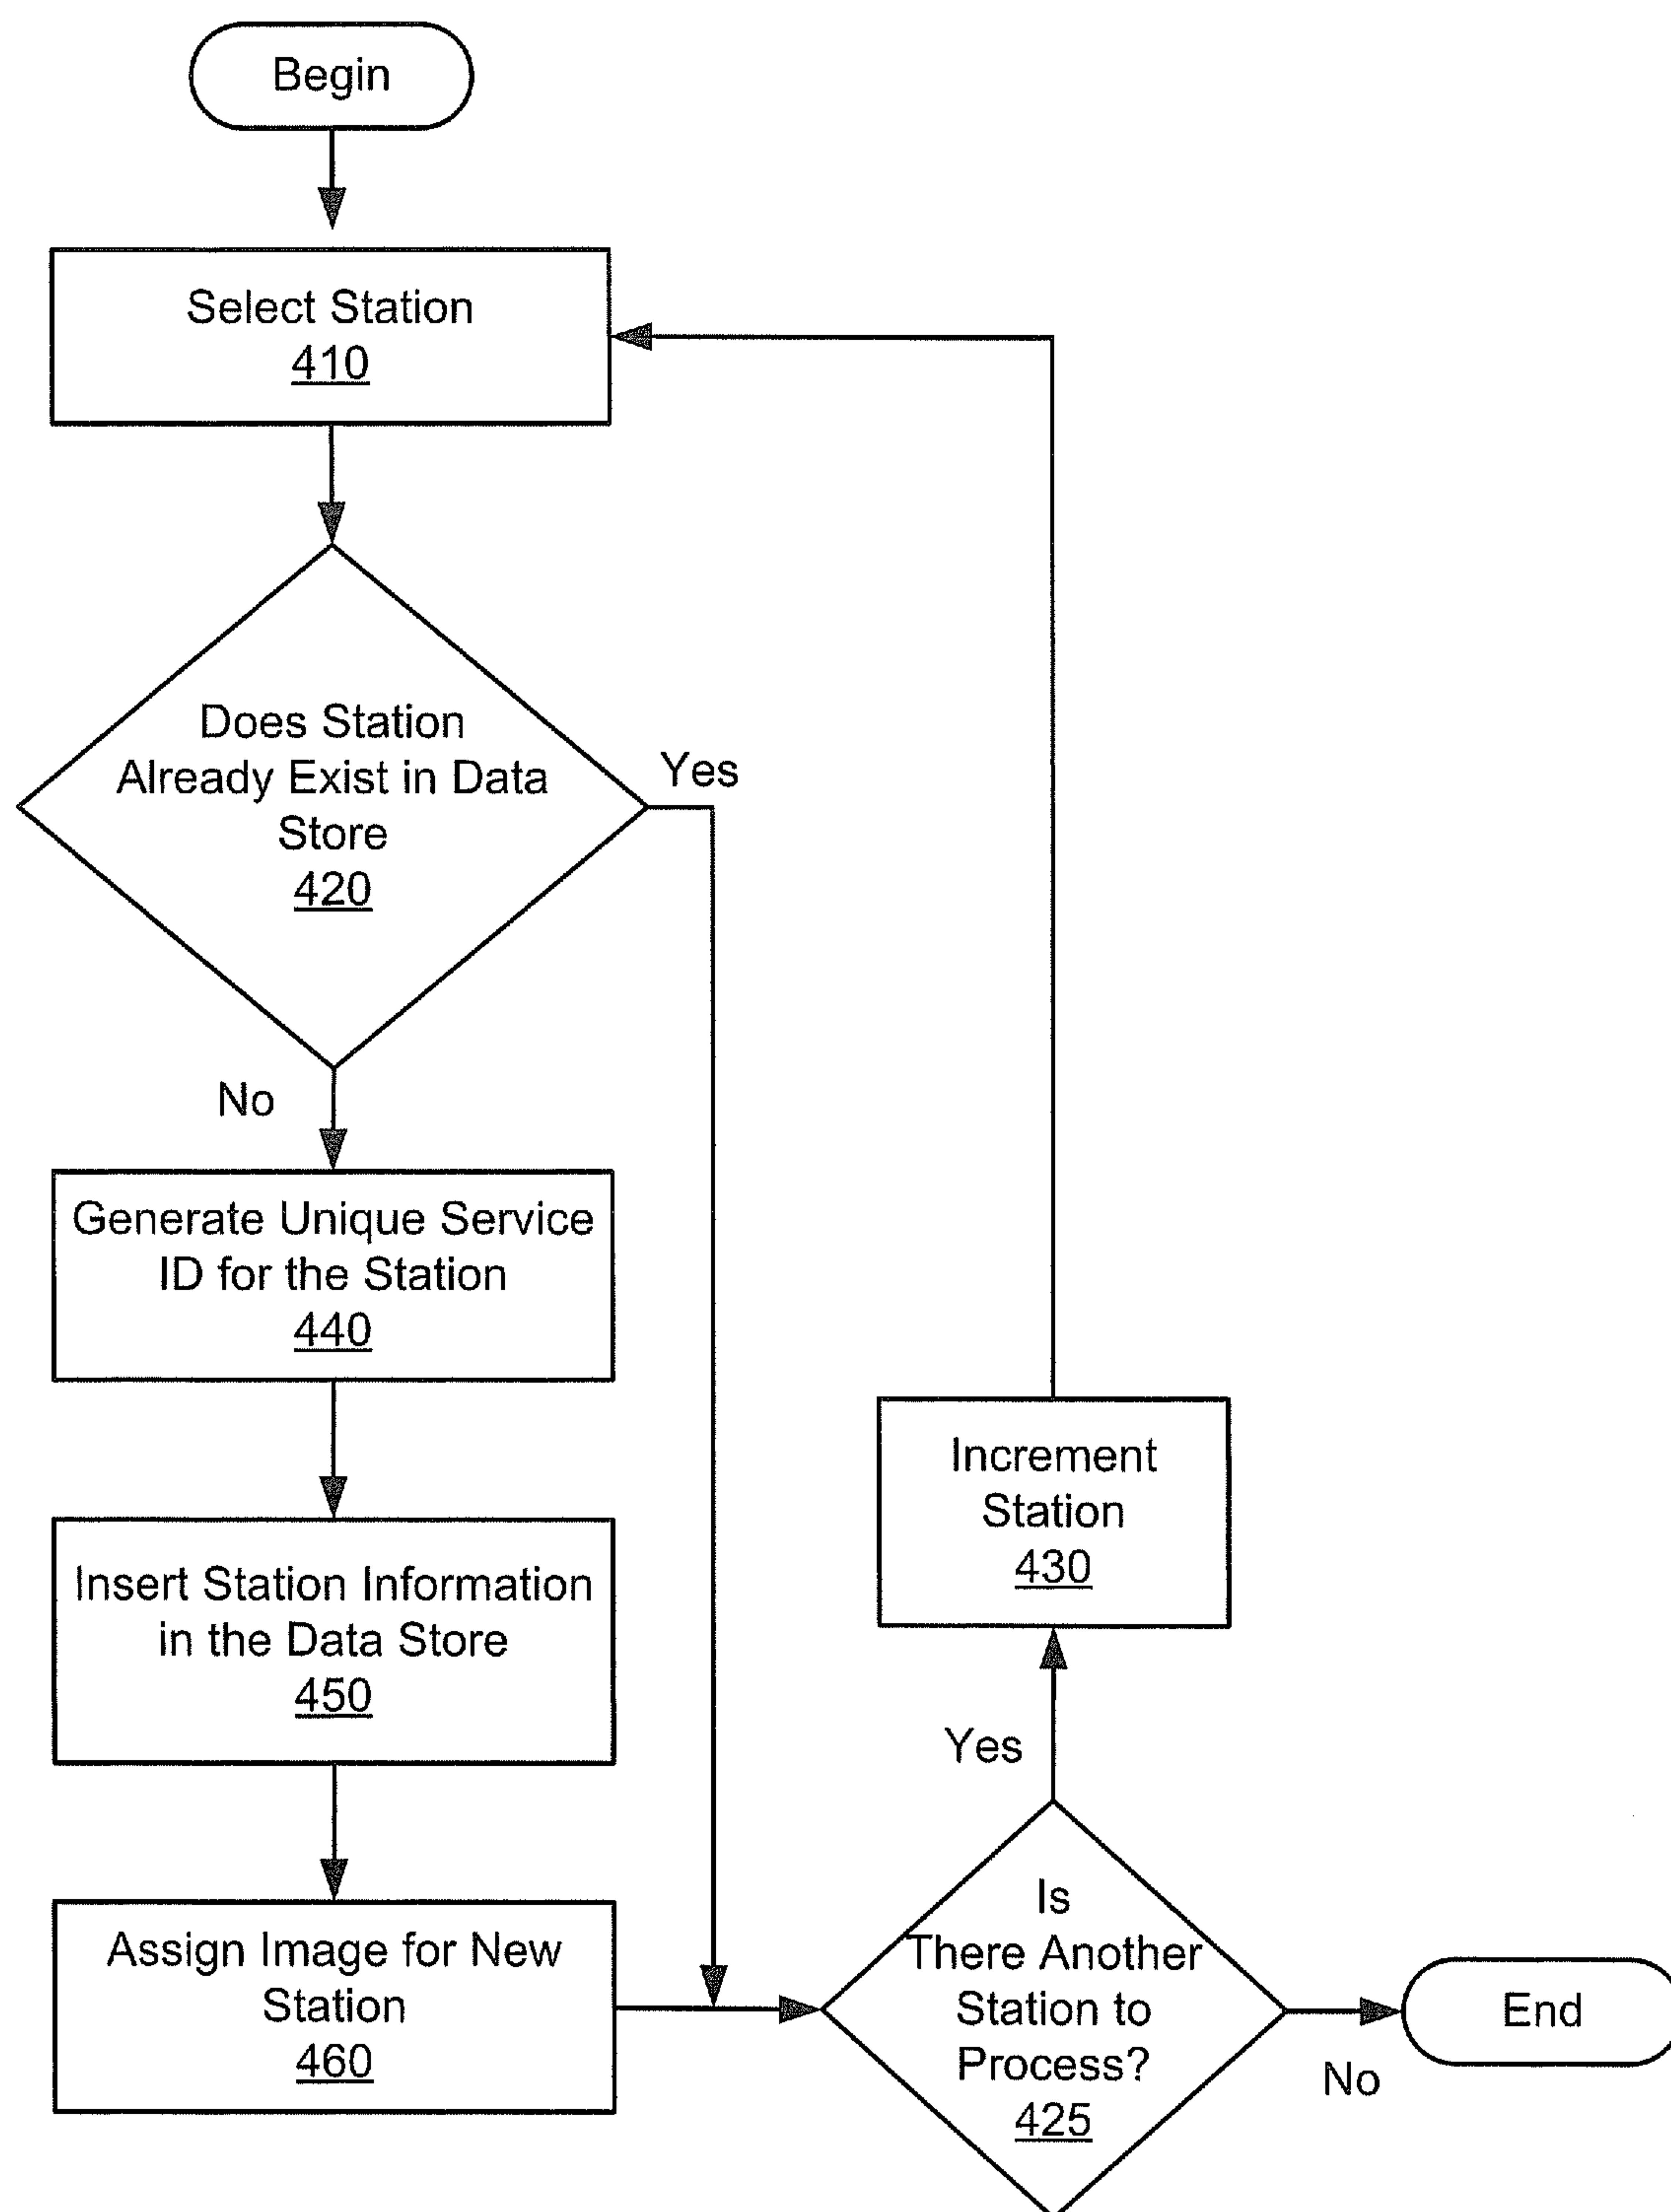 Begin
Select Station
410
Does Station
Already Exist in Data
Store
420
Yes
No
Generate Unique Service
ID for the Station
440
Insert Station Information
in the Data Store
450
Assign Image for New
Station
460
Increment
Station
430
Yes
Is
There Another
Station to
Process?
425
No
End